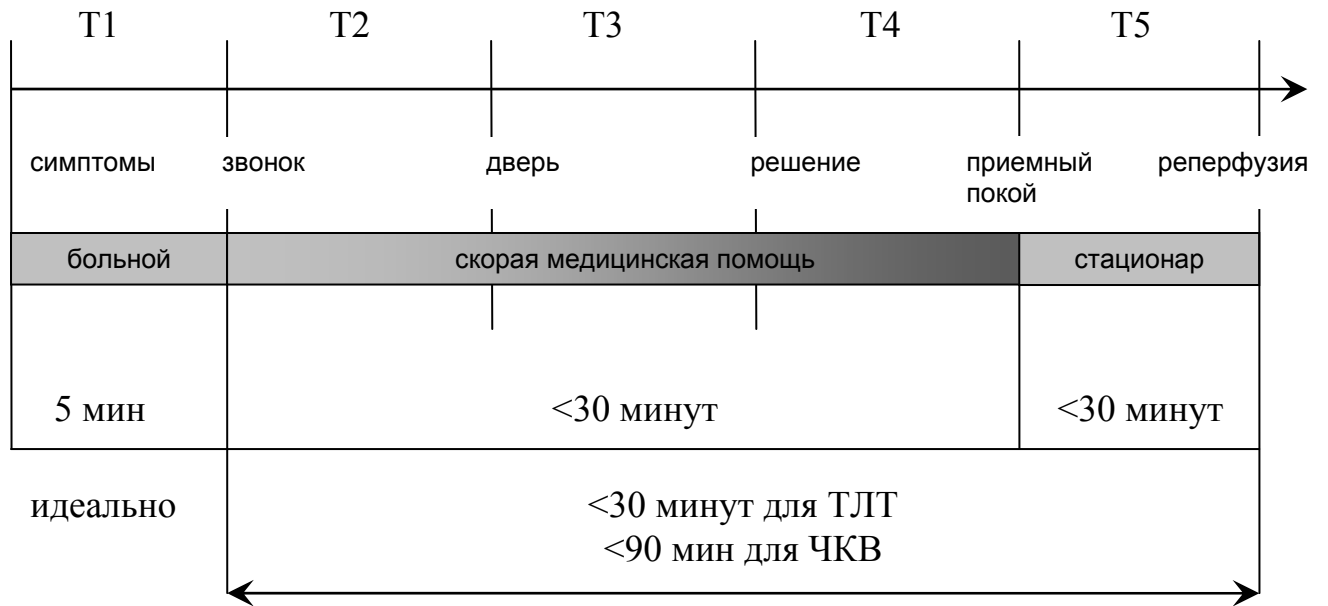 T1 T2 T3 T4 T5
симптомы звонок дверь решение приемный покой реперфузия
больной скорая медицинская помощь стационар
5 мин <30 минут <30 минут
идеально <30 минут для ТЛТ
<90 мин для ЧКВ